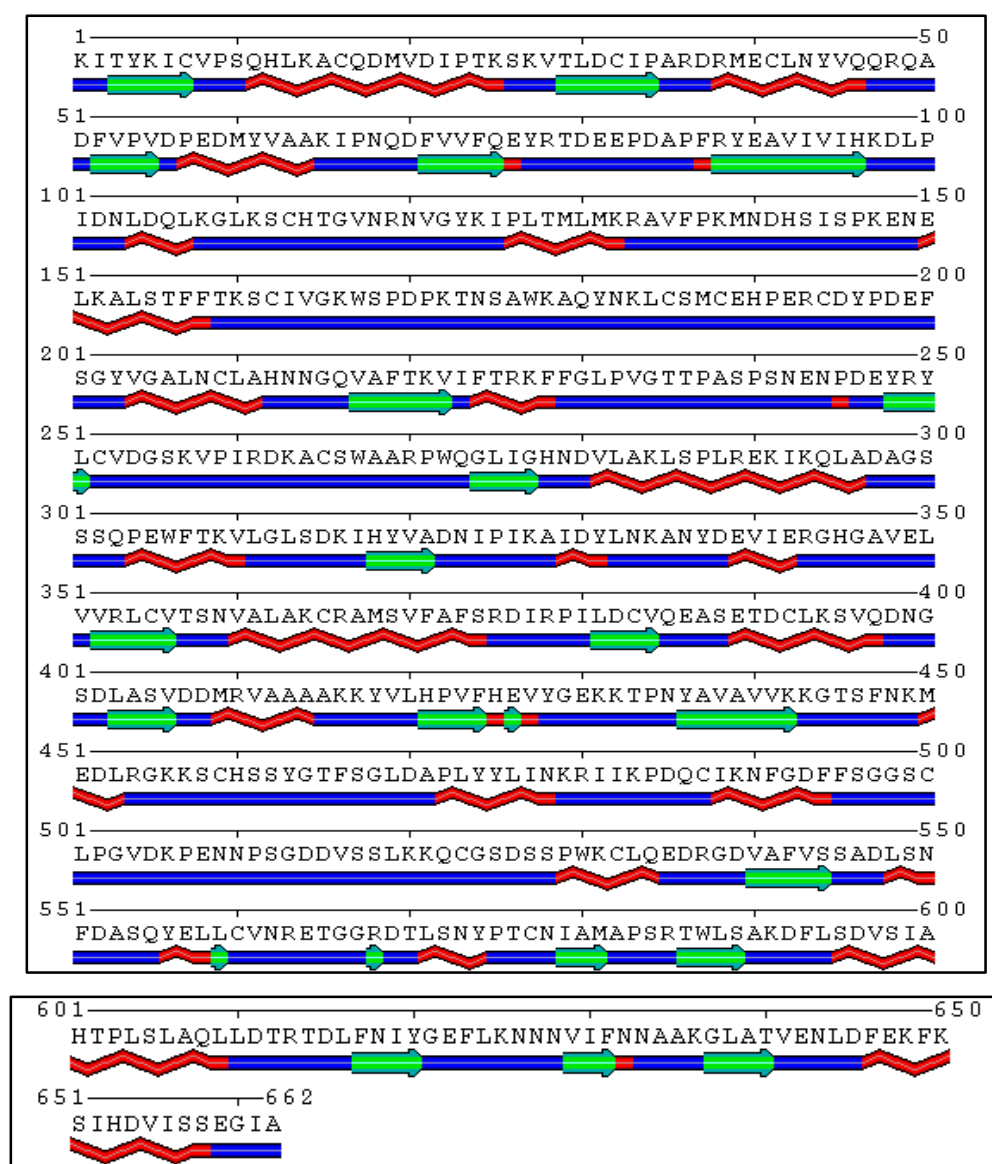 1 50
KITYKICVPSQHLKACQDMVDIPTKSKVTLDCIPARDRMECLNYVQQRQA
51 100
DFVPVDPEDMYVAAKIPNQDFVVFQEYRTDEEPDAPFRYEAVIVIHKDLP
101 150
IDNLDQLKGLKSCHTGVNRNVGYKIPLTMLMKRAVFPKMNDHSISPKENE
151 200
LKALSTFFTKSCIVGKWSPDPKTNSAWKAQYNKLCSMCEHPERCDYPDEF
201 250
SGYVGALNCLAHNNGQVAFTKVIFTRKFFGLPVGTTPASPSNENPDEYRY
251 300
LCVDGSKVPIRDKACSWAARPWQGLIGHNDVLAKLSPLREKIKQLADAGS
301 350
SSQPEWFTKVLGLSDKIHYVADNIPIKAIDYLNKANYDEVIERGHGAVEL
351 400
VVRLCVTSNVALAKCRAMSVFAFSRDIRPILDCVQEASETDCLKSVQDNG
401 450
SDLASVDDMRVAAAAKKYVLHPVFHEVYGEKKTPNYAVAVVKKGTSFNKM
451 500
EDLRGKKSCHSSYGTFSGLDAPLYYLINKRIIKPDQCIKNFGDFFSGGSC
501 550
LPGVDKPENNPSGDDVSSLKKQCGSDSSPWKCLQEDRGDVAFVSSADLSN
551 600
FDASQYELLCVNRETGGRDTLSNYPTCNIAMAPSRTWLSAKDFLSDVSIA
601 650
HTPLSLAQLLDTRTDLFNIYGEFLKNNNVIFNNAAKGLATVENLDFEKFK
651 662
SIHDVISSEGIA